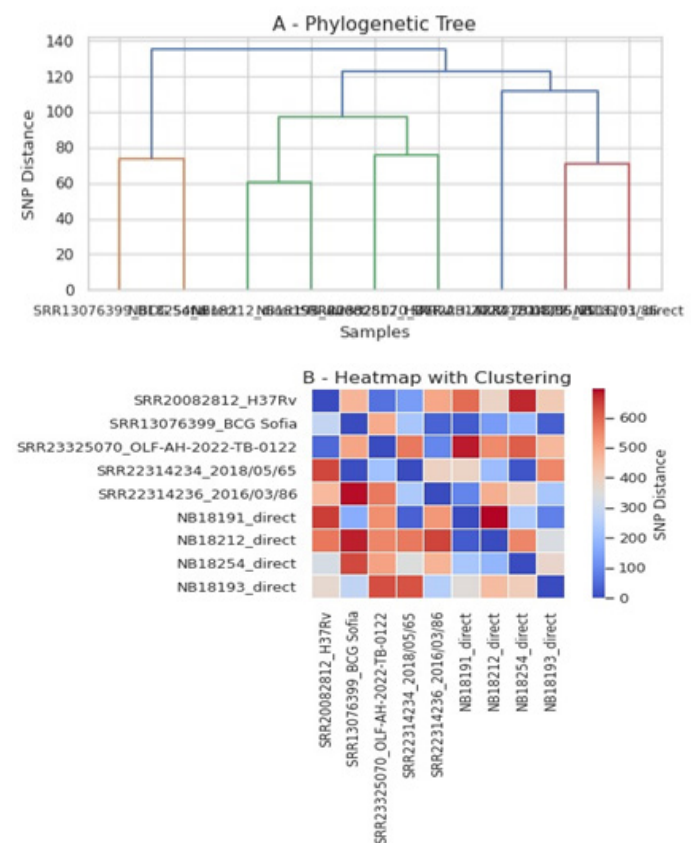 A - Phylogenetic Tree
140
120
100
80
60
40
20
0
SNP Distance
SRR13076399
Samples
B - Heatmap with Clustering
SRR20082812_H37Rv
SRR13076399_BCG Sofia
SRR23325070_OLF-AH-2022-TB-0122
SRR22314234_2018/05/65
SRR22314236_2016/03/86
NB18191_direct
NB18212_direct
NB18254_direct
NB18193_direct
600
500
400
300
200
100
0
SNP Distance
SRR20082812_H37Rv
SRR13076399_BCG Sofia
SRR23325070_OLF-AH-2022-TB-0122
SRR22314234_2018/05/65
SRR22314236_2016/03/86
NB18191_direct
NB18212_direct
NB18254_direct
NB18193_direct